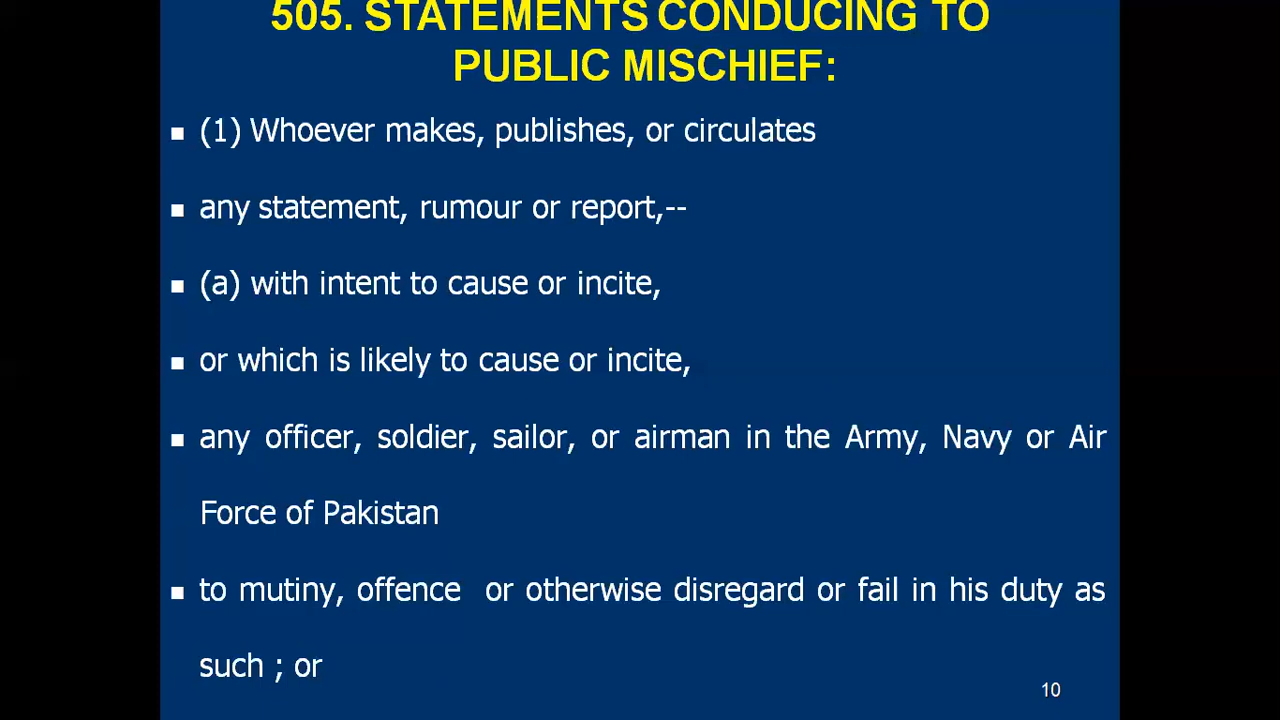 505. STATEMENTS CONDUCING TO
PUBLIC MISCHIEF:
▪ (1) Whoever makes, publishes, or circulates
▪ any statement, rumour or report,--
▪ (a) with intent to cause or incite,
▪ or which is likely to cause or incite,
▪ any officer, soldier, sailor, or airman in the Army, Navy or Air
Force of Pakistan
▪ to mutiny, offence or otherwise disregard or fail in his duty as
such ; or
10